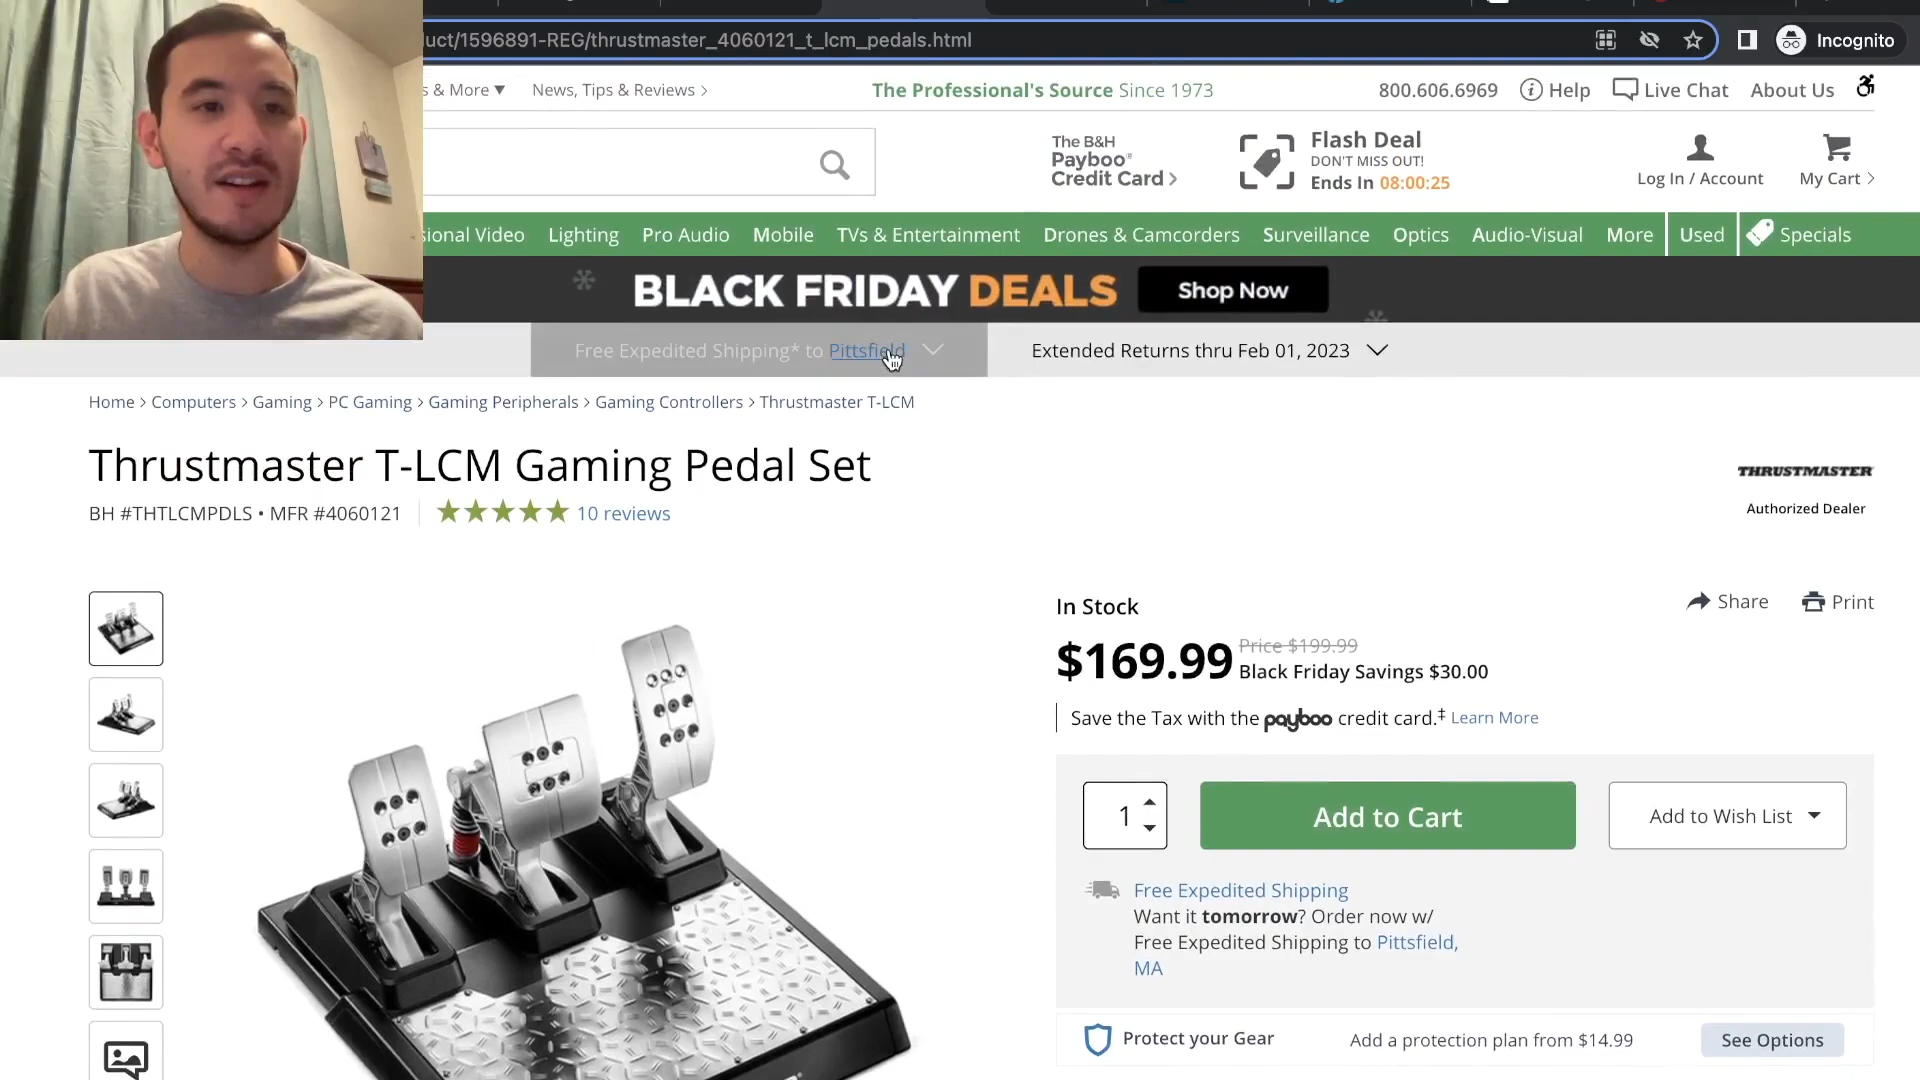 uct/1596891-REG/thrustmaster_4060121_t_lcm_pedals.html
Incognito
s & More ▼ News, Tips & Reviews >
The Professional's Source Since 1973
800.606.6969 Help Live Chat About Us
The B&H
Payboo®
Credit Card >
Flash Deal
DON'T MISS OUT!
Ends In 08:00:25
Log In / Account
My Cart >
sional Video Lighting Pro Audio Mobile TVs & Entertainment Drones & Camcorders Surveillance Optics Audio-Visual More Used Specials
BLACK FRIDAY DEALS Shop Now
Free Expedited Shipping* to Pittsfield
Extended Returns thru Feb 01, 2023
Home > Computers > Gaming > PC Gaming > Gaming Peripherals > Gaming Controllers > Thrustmaster T-LCM
Thrustmaster T-LCM Gaming Pedal Set
BH #THTLCMPDLS • MFR #4060121
10 reviews
THRUSTMASTER
Authorized Dealer
In Stock
Share Print
$169.99
Price $199.99
Black Friday Savings $30.00
Save the Tax with the payboo credit card.‡ Learn More
1
Add to Cart
Add to Wish List
Free Expedited Shipping
Want it tomorrow? Order now w/
Free Expedited Shipping to Pittsfield,
MA
Protect your Gear
Add a protection plan from $14.99
See Options